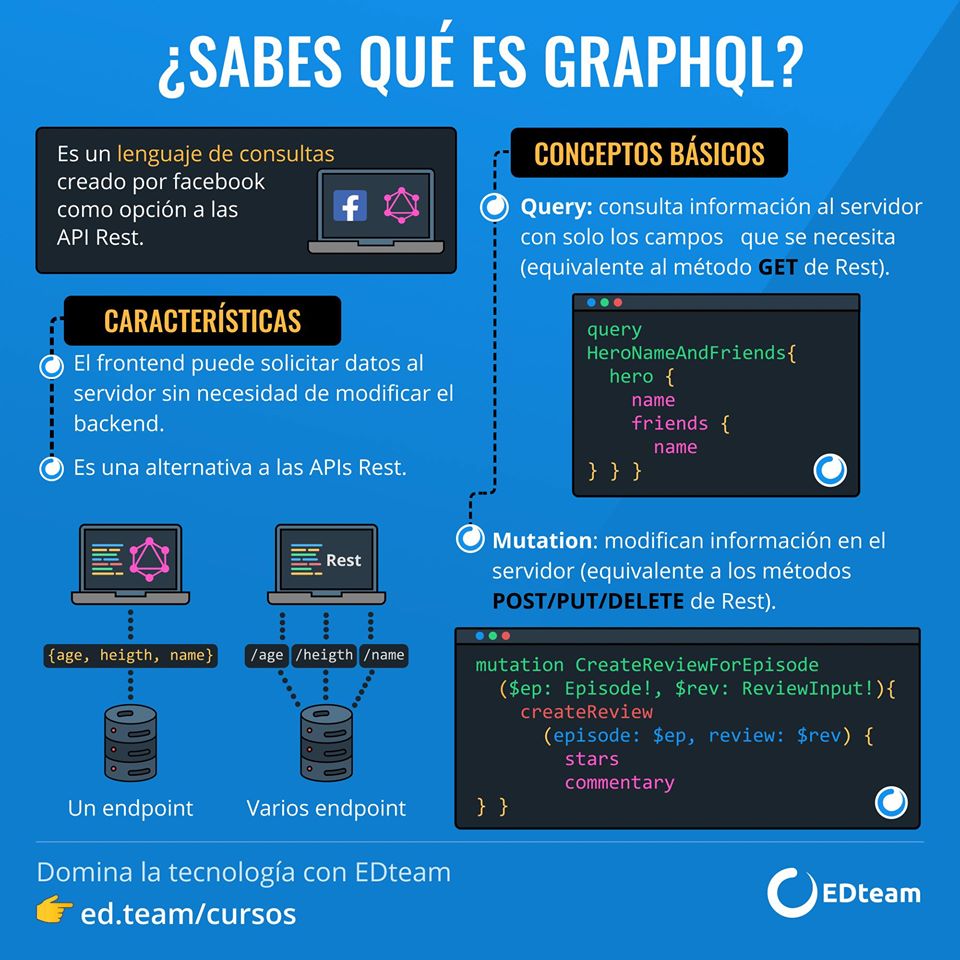 ¿SABES QUÉ ES GRAPHQL?
Es un lenguaje de consultas
creado por facebook
como opción a las
API Rest.
CARACTERÍSTICAS
El frontend puede solicitar datos al
servidor sin necesidad de modificar el
backend.
Es una alternativa a las APIs Rest.
Rest
{age, heigth, name}
/age /heigth /name
Un endpoint
Varios endpoint
CONCEPTOS BÁSICOS
Query: consulta información al servidor
con solo los campos que se necesita
(equivalente al método GET de Rest).
query
HeroNameAndFriends{
hero {
name
friends {
name
} } }
Mutation: modifican información en el
servidor (equivalente a los métodos
POST/PUT/DELETE de Rest).
mutation CreateReviewForEpisode
($ep: Episode!, $rev: ReviewInput!){
createReview
(episode: $ep, review: $rev) {
stars
commentary
} }
Domina la tecnología con EDteam
ed.team/cursos
EDteam